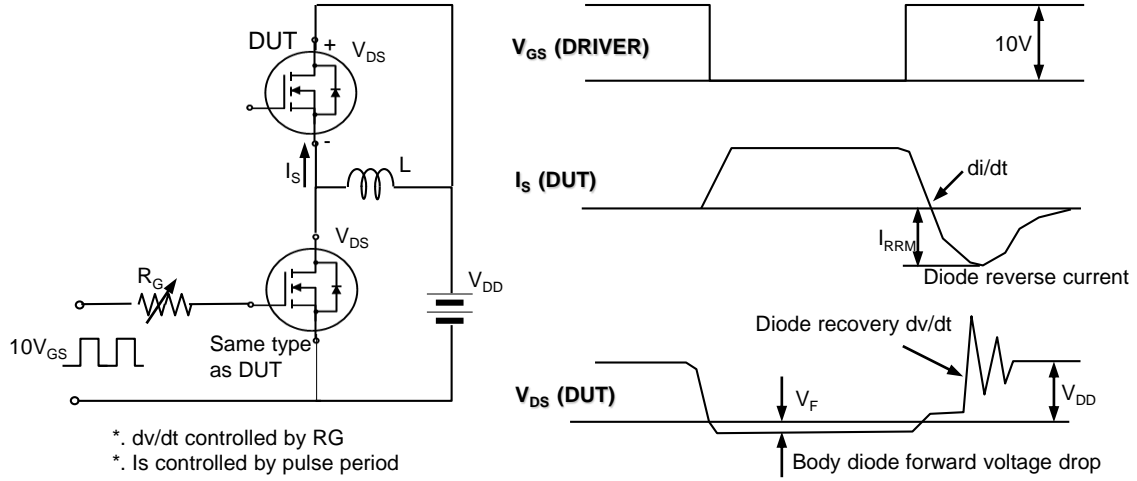 DUT
+
V_DS
-
I_S
L
V_DS
R_G
V_DD
10V_GS
Same type
as DUT
*. dv/dt controlled by RG
*. Is controlled by pulse period
V_GS (DRIVER)
10V
I_S (DUT)
di/dt
I_RRM
Diode reverse current
Diode recovery dv/dt
V_DS (DUT)
V_F
V_DD
Body diode forward voltage drop